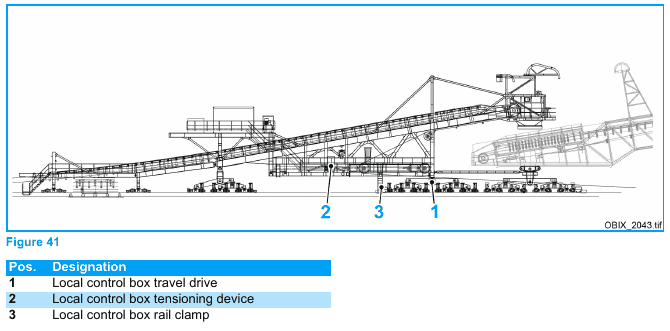 2 3 1
OBIX_2043.tif
Figure 41
Pos. Designation
1 Local control box travel drive
2 Local control box tensioning device
3 Local control box rail clamp